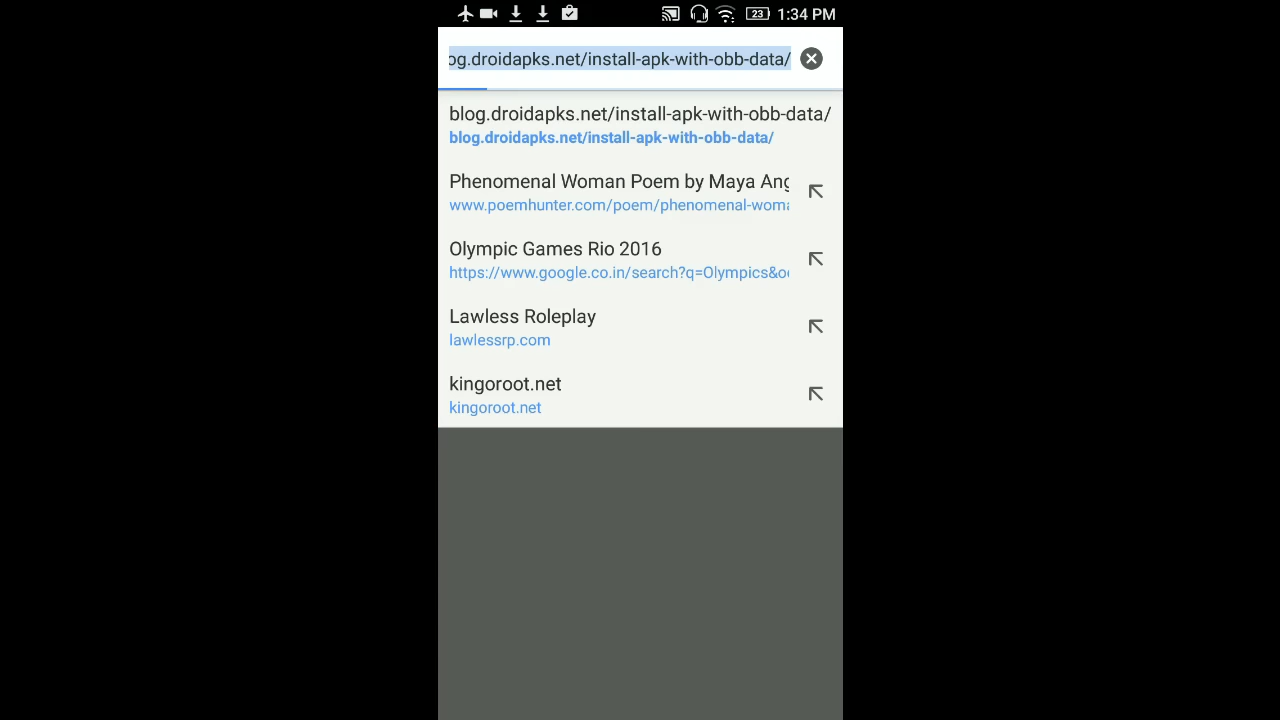 23 1:34 PM
og.droidapks.net/install-apk-with-obb-data/
blog.droidapks.net/install-apk-with-obb-data/
blog.droidapks.net/install-apk-with-obb-data/
Phenomenal Woman Poem by Maya Ang
www.poemhunter.com/poem/phenomenal-woma
Olympic Games Rio 2016
https://www.google.co.in/search?q=Olympics&o
Lawless Roleplay
lawlessrp.com
kingoroot.net
kingoroot.net